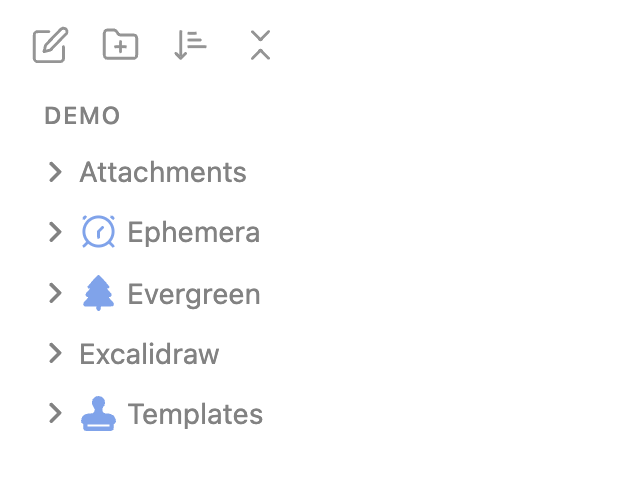 DEMO
Attachments
Ephemera
Evergreen
Excalidraw
Templates